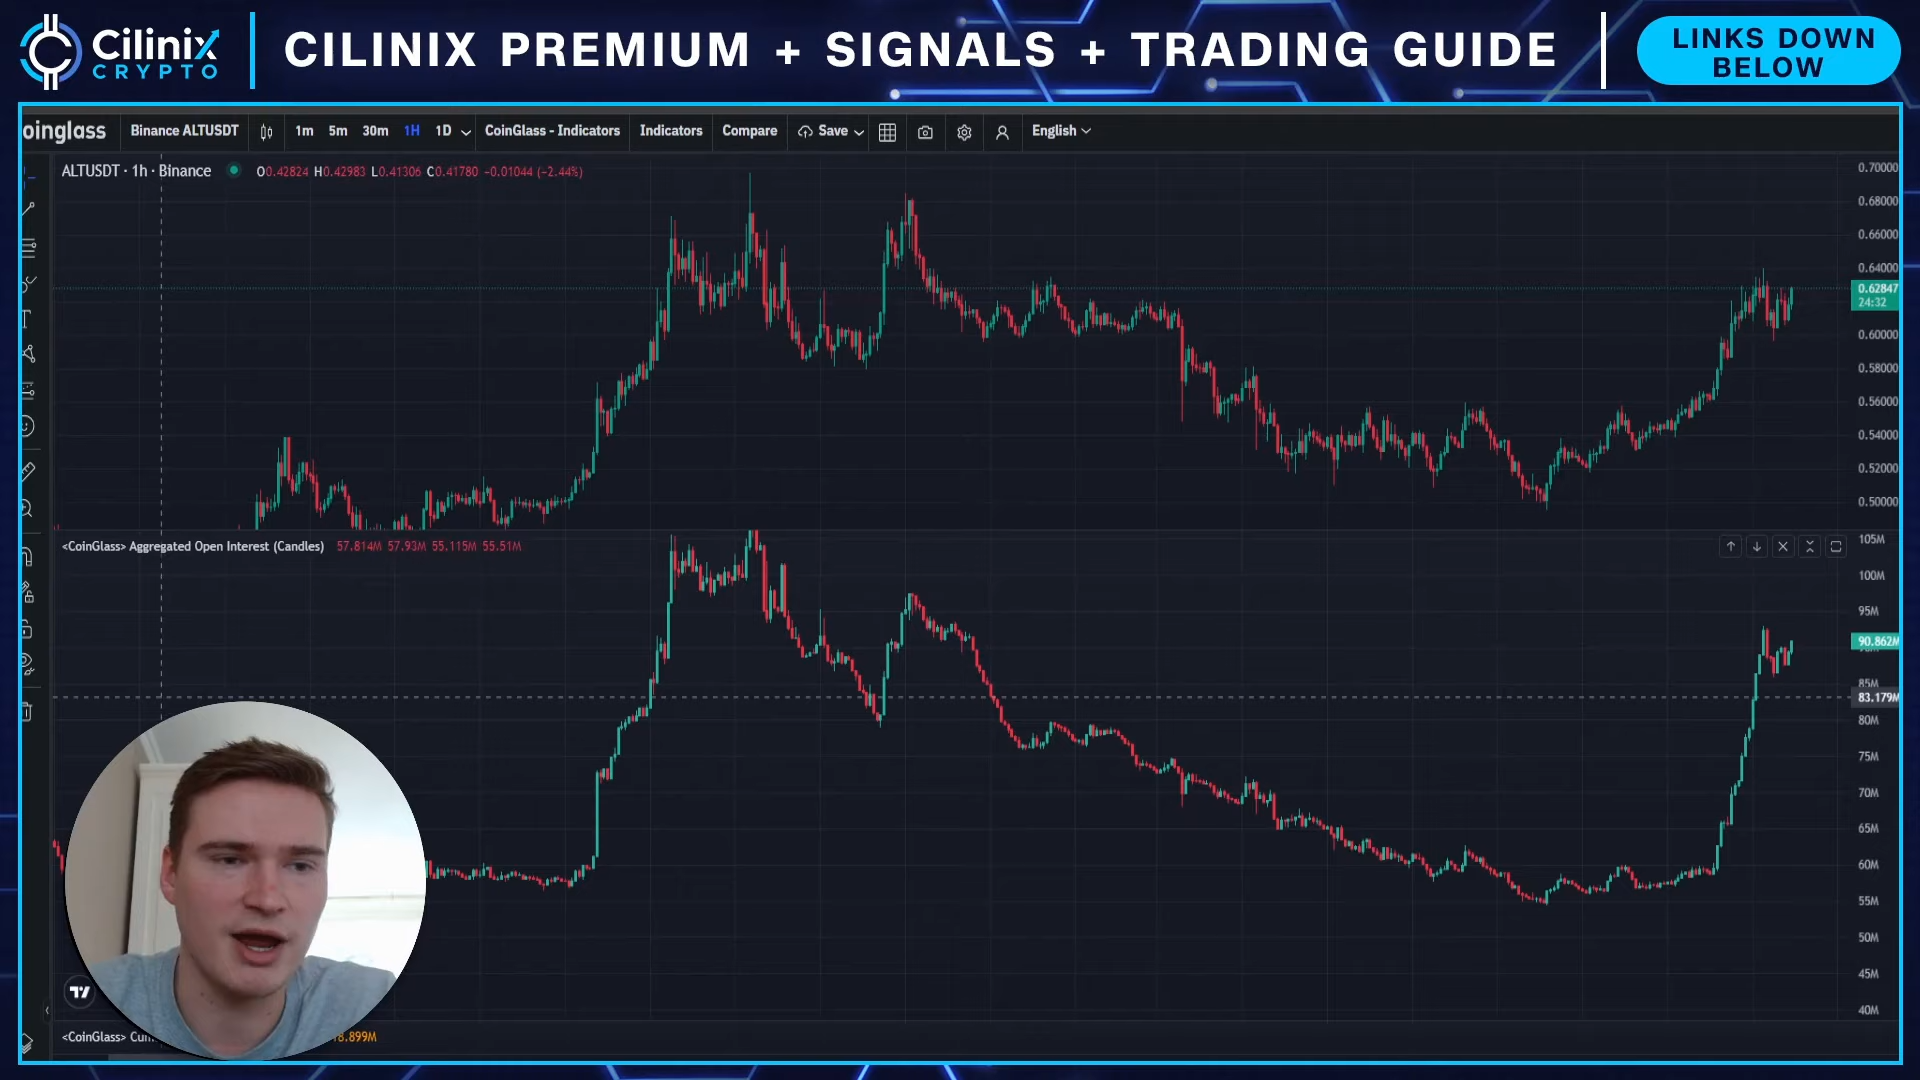 Cilinix
CRYPTO
CILINIX PREMIUM + SIGNALS + TRADING GUIDE
LINKS DOWN
BELOW
oinglass
Binance ALTUSDT
1m 5m 30m 1H 1D
CoinGlass - Indicators
Indicators
Compare
Save
English
ALTUSDT · 1h · Binance
O0.42824 H0.42983 L0.41306 C0.41780 -0.01044 (-2.44%)
0.70000
0.68000
0.66000
0.64000
0.62847
24:32
0.60000
0.58000
0.56000
0.54000
0.52000
0.50000
<CoinGlass> Aggregated Open Interest (Candles) 57.814M 57.93M 55.115M 55.51M
105M
100M
95M
90.862M
85M
83.179M
80M
75M
70M
65M
60M
55M
50M
45M
40M
<CoinGlass> Cum
8.899M